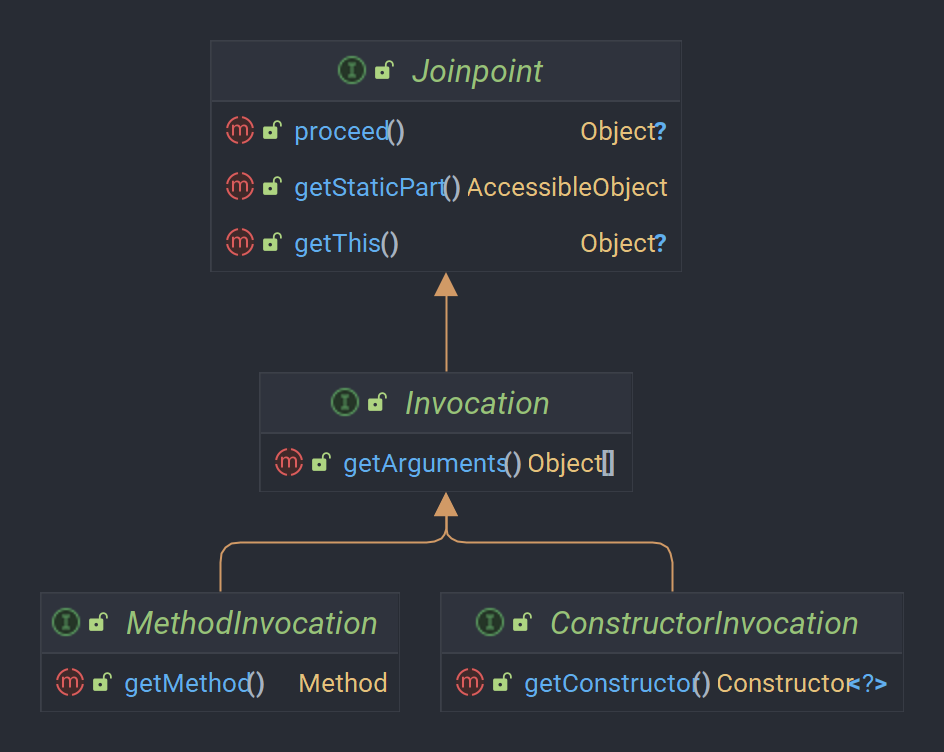 Joinpoint
proceed() Object?
getStaticPart() AccessibleObject
getThis() Object?
Invocation
getArguments() Object[]
MethodInvocation
getMethod() Method
ConstructorInvocation
getConstructor() Constructor<?>